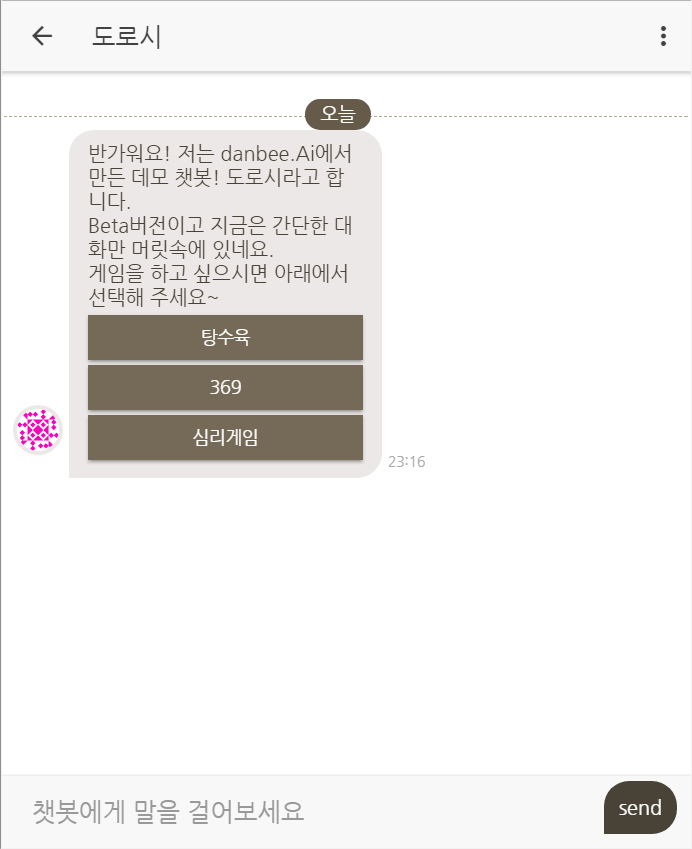 도로시
오늘
반가워요! 저는 danbee.Ai에서
만든 데모 챗봇! 도로시라고 합
니다.
Beta버전이고 지금은 간단한 대
화만 머릿속에 있네요.
게임을 하고 싶으시면 아래에서
선택해 주세요~
탕수육
369
심리게임
23:16
챗봇에게 말을 걸어보세요
send